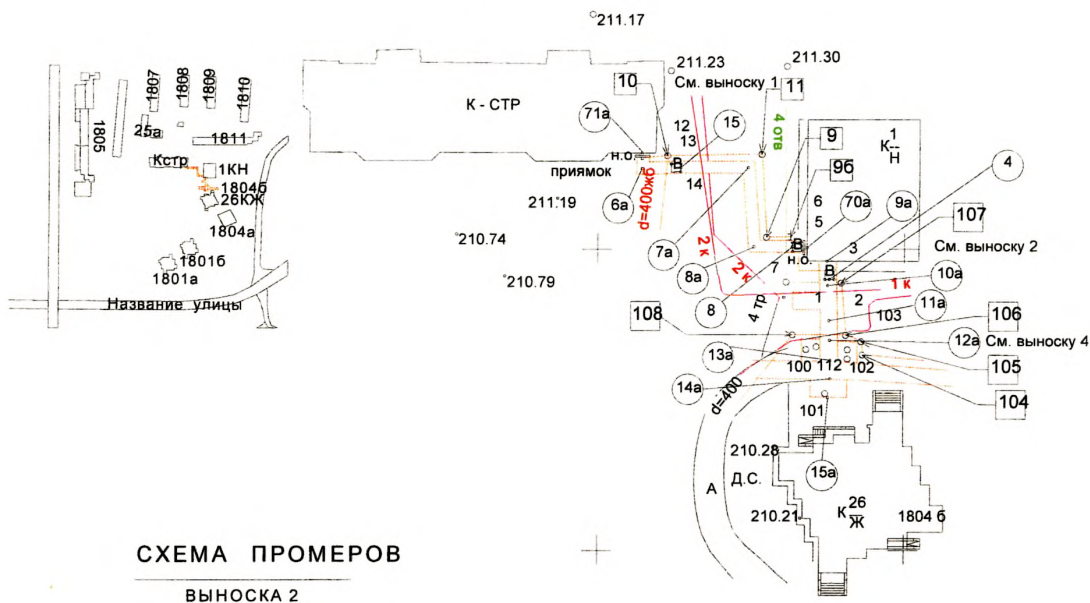 211.17
211.23
211.30
См. выноску 1
10
11
71а
12
13
15
4 отв
9
К 1/Н
4
1807
1808
1809
1810
1805
25а
1811
К - СТР
н.о.
В
9б
Кстр
1КН
приямок
14
6
5
70а
9а
107
1804б
26КЖ
6а
d=400жб
211.19
1804а
7а
2 к
210.74
8а
В
н.о.
3
См. выноску 2
1801б
2 к
7
В
10а
1801а
210.79
8
1 к
Название улицы
4 тр
1
2
11а
108
103
106
13а
12а
См. выноску 4
100
112
102
105
14а
d=400
104
101
210.28
А
Д.С.
15а
210.21
К 26/Ж
1804 б
СХЕМА ПРОМЕРОВ
ВЫНОСКА 2